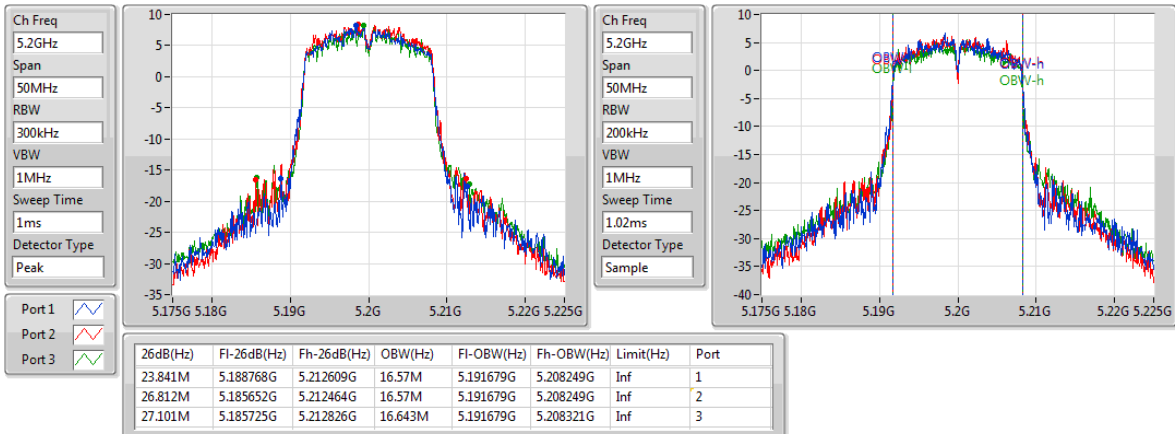 Ch Freq
5.2GHz
Span
50MHz
RBW
300kHz
VBW
1MHz
Sweep Time
1ms
Detector Type
Peak
10
5
0
-5
-10
-15
-20
-25
-30
-35
5.175G 5.18G 5.19G 5.2G 5.21G 5.22G 5.225G
Ch Freq
5.2GHz
Span
50MHz
RBW
200kHz
VBW
1MHz
Sweep Time
1.02ms
Detector Type
Sample
10
5
0
-5
-10
-15
-20
-25
-30
-35
-40
OBW-h
OBW-h
5.175G 5.18G 5.19G 5.2G 5.21G 5.22G 5.225G
Port 1
Port 2
Port 3
26dB(Hz) Fl-26dB(Hz) Fh-26dB(Hz) OBW(Hz) Fl-OBW(Hz) Fh-OBW(Hz) Limit(Hz) Port
23.841M 5.188768G 5.212609G 16.57M 5.191679G 5.208249G Inf 1
26.812M 5.185652G 5.212464G 16.57M 5.191679G 5.208249G Inf 2
27.101M 5.185725G 5.212826G 16.643M 5.191679G 5.208321G Inf 3